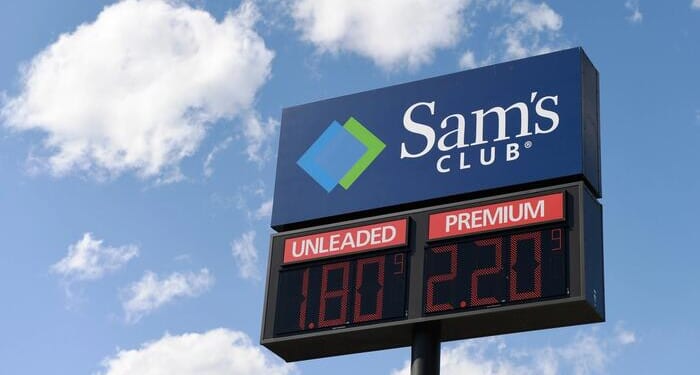 Sam's
CLUB®
UNLEADED
PREMIUM
1.80 9
2.20 9